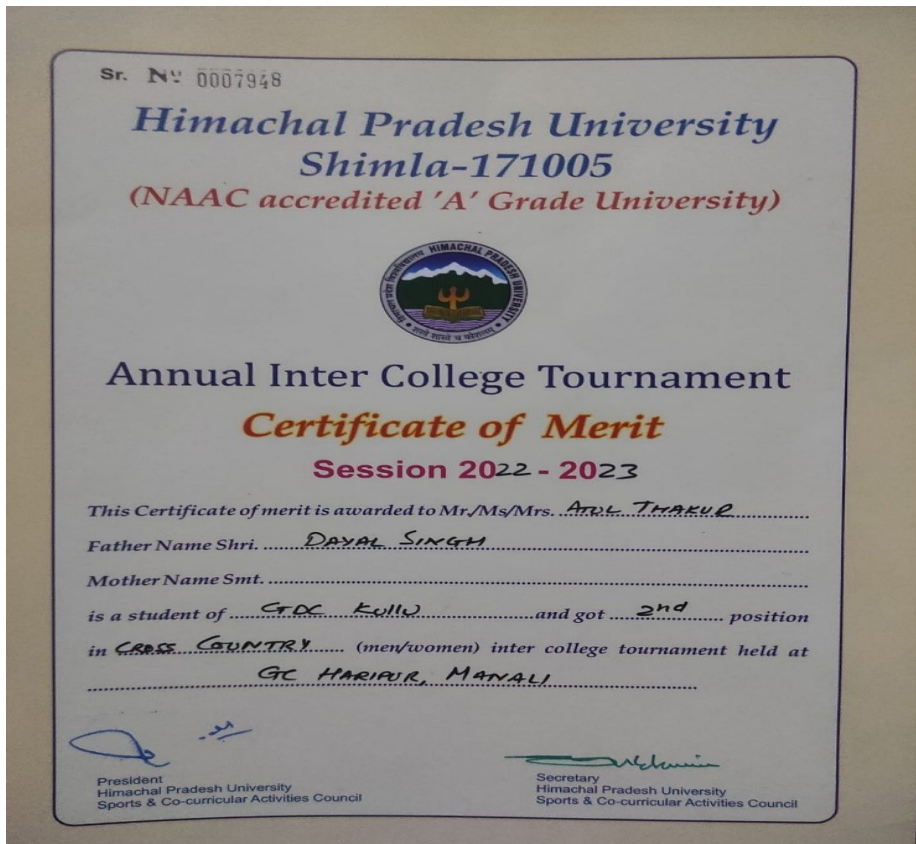 Sr. Nº 0007948
Himachal Pradesh University
Shimla-171005
(NAAC accredited 'A' Grade University)
HIMACHAL PRADESH UNIVERSITY
हिमाचल प्रदेश विश्वविद्यालय
Annual Inter College Tournament
Certificate of Merit
Session 2022 - 2023
This Certificate of merit is awarded to Mr./Ms/Mrs. ATUL THAKUR
Father Name Shri. DAYAL SINGH
Mother Name Smt.
is a student of GDC KULLU and got 2nd position
in CROSS COUNTRY (men/women) inter college tournament held at
GC HARIPUR, MANALI
President
Himachal Pradesh University
Sports & Co-curricular Activities Council
Secretary
Himachal Pradesh University
Sports & Co-curricular Activities Council